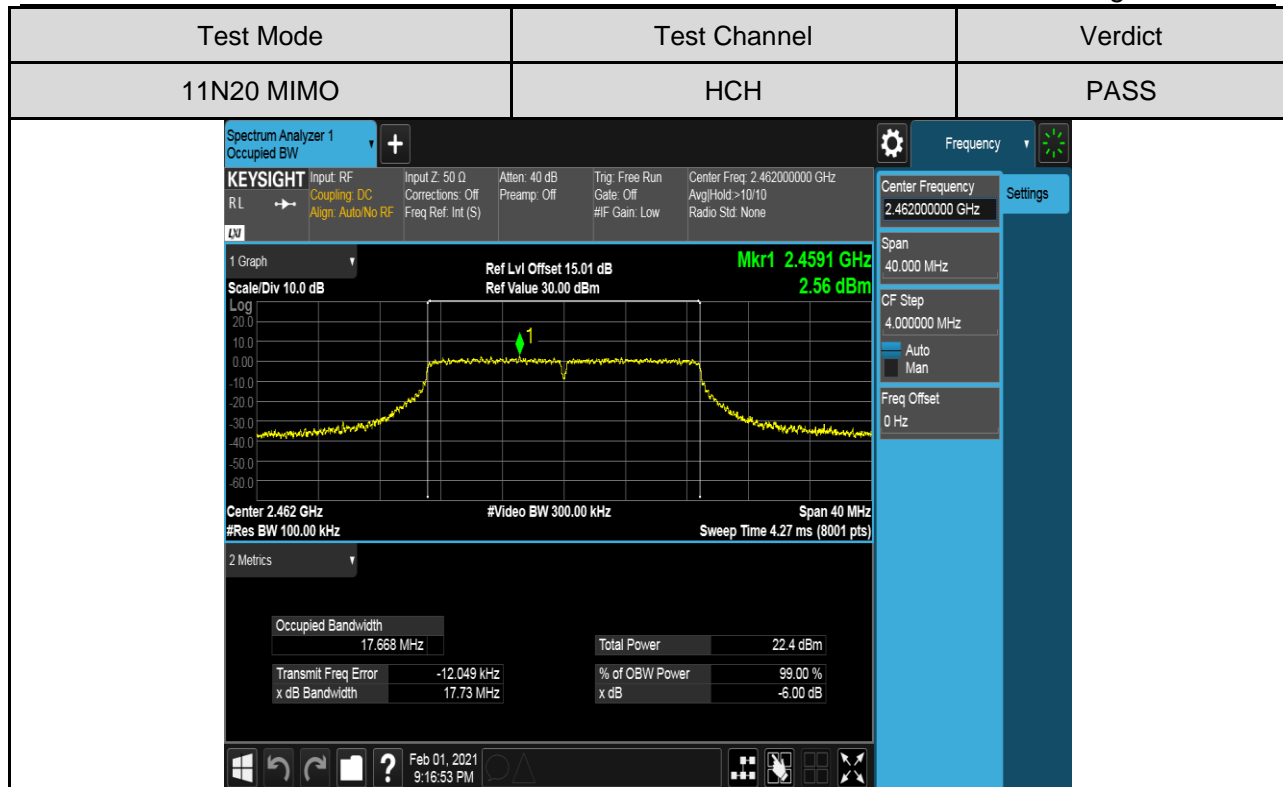 Test Mode Test Channel Verdict
11N20 MIMO HCH PASS
Spectrum Analyzer 1
Occupied BW
+
Frequency
KEYSIGHT Input: RF Input Z: 50 Ω Atten: 40 dB Trig: Free Run Center Freq: 2.462000000 GHz
RL Coupling: DC Corrections: Off Preamp: Off Gate: Off Avg|Hold:>10/10
Align: Auto/No RF Freq Ref: Int (S) #IF Gain: Low Radio Std: None
LXI
Center Frequency
2.462000000 GHz
Settings
Span
40.000 MHz
CF Step
4.000000 MHz
Auto
Man
Freq Offset
0 Hz
1 Graph
Ref Lvl Offset 15.01 dB
Mkr1 2.4591 GHz
Scale/Div 10.0 dB
Ref Value 30.00 dBm
2.56 dBm
Log
20.0
10.0
1
0.00
-10.0
-20.0
-30.0
-40.0
-50.0
-60.0
Center 2.462 GHz #Video BW 300.00 kHz Span 40 MHz
#Res BW 100.00 kHz Sweep Time 4.27 ms (8001 pts)
2 Metrics
Occupied Bandwidth
17.668 MHz Total Power 22.4 dBm
Transmit Freq Error -12.049 kHz % of OBW Power 99.00 %
x dB Bandwidth 17.73 MHz x dB -6.00 dB
? Feb 01, 2021
9:16:53 PM